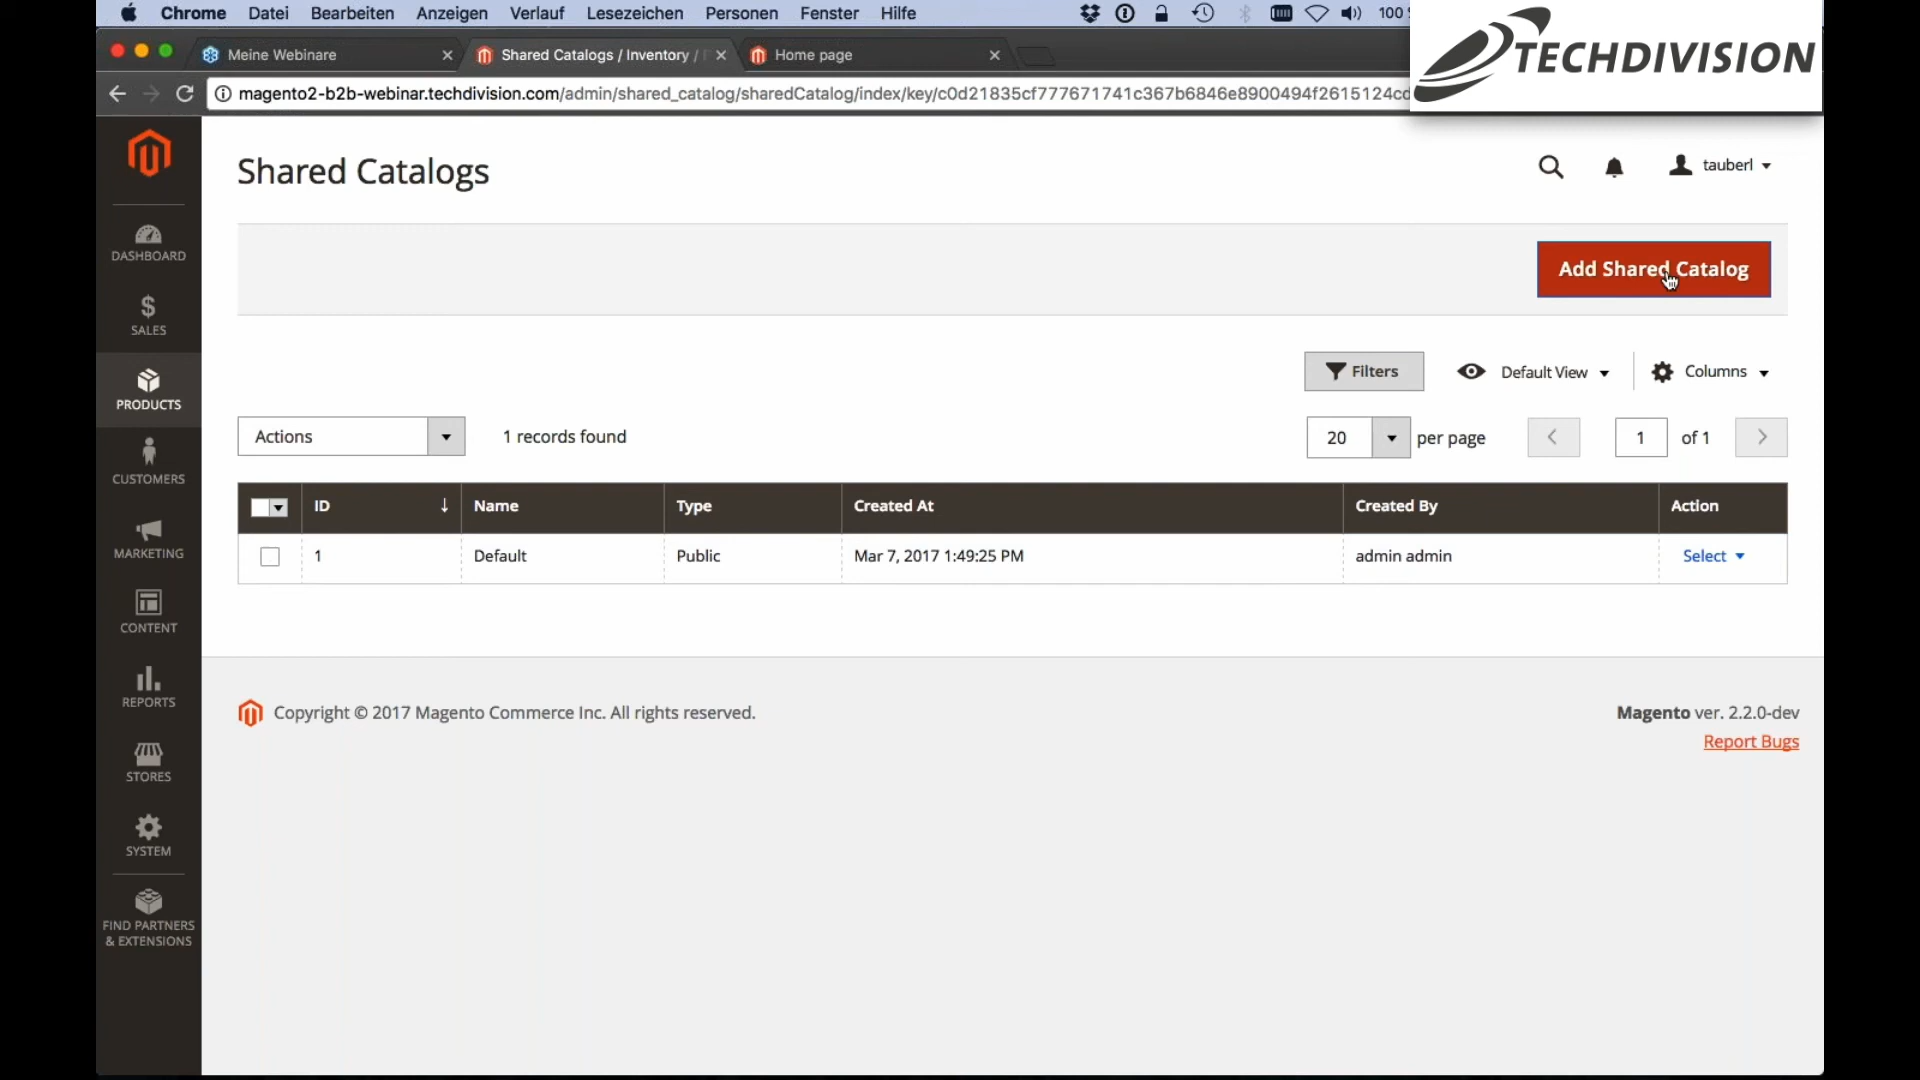 Chrome Datei Bearbeiten Anzeigen Verlauf Lesezeichen Personen Fenster Hilfe 100
TECHDIVISION
Meine Webinare Shared Catalogs / Inventory / Home page
magento2-b2b-webinar.techdivision.com/admin/shared_catalog/sharedCatalog/index/key/c0d21835cf777671741c367b6846e8900494f2615124cd
Shared Catalogs
tauberl
Add Shared Catalog
DASHBOARD
SALES
PRODUCTS
CUSTOMERS
MARKETING
CONTENT
REPORTS
STORES
SYSTEM
FIND PARTNERS
& EXTENSIONS
Filters Default View Columns
Actions 1 records found 20 per page 1 of 1
ID Name Type Created At Created By Action
1 Default Public Mar 7, 2017 1:49:25 PM admin admin Select
Copyright © 2017 Magento Commerce Inc. All rights reserved.
Magento ver. 2.2.0-dev
Report Bugs